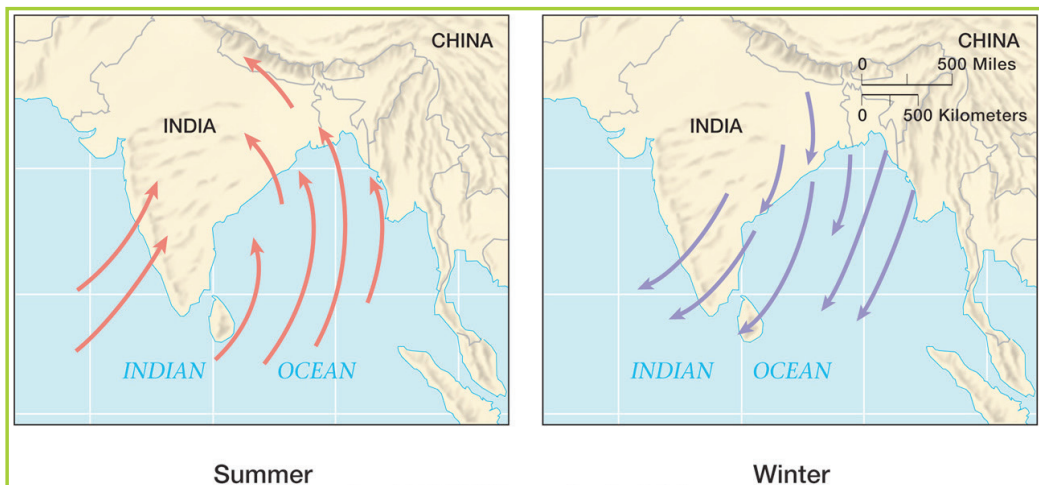 CHINA
INDIA
INDIAN OCEAN
Summer
CHINA
0 500 Miles
0 500 Kilometers
INDIA
INDIAN OCEAN
Winter